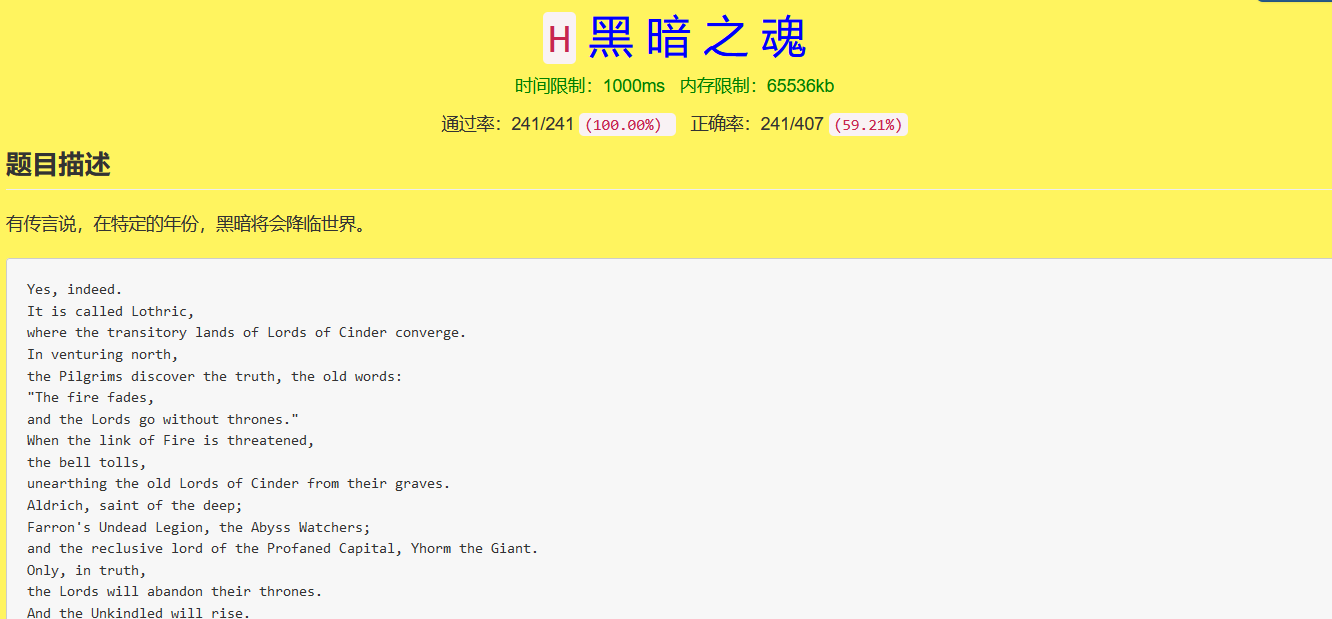 H 黑暗之魂
时间限制：1000ms 内存限制：65536kb
通过率：241/241 (100.00%) 正确率：241/407 (59.21%)
题目描述
有传言说，在特定的年份，黑暗将会降临世界。
Yes, indeed.
It is called Lothric,
where the transitory lands of Lords of Cinder converge.
In venturing north,
the Pilgrims discover the truth, the old words:
"The fire fades,
and the Lords go without thrones."
When the link of Fire is threatened,
the bell tolls,
unearthing the old Lords of Cinder from their graves.
Aldrich, saint of the deep;
Farron's Undead Legion, the Abyss Watchers;
and the reclusive lord of the Profaned Capital, Yhorm the Giant.
Only, in truth,
the Lords will abandon their thrones.
And the Unkindled will rise.